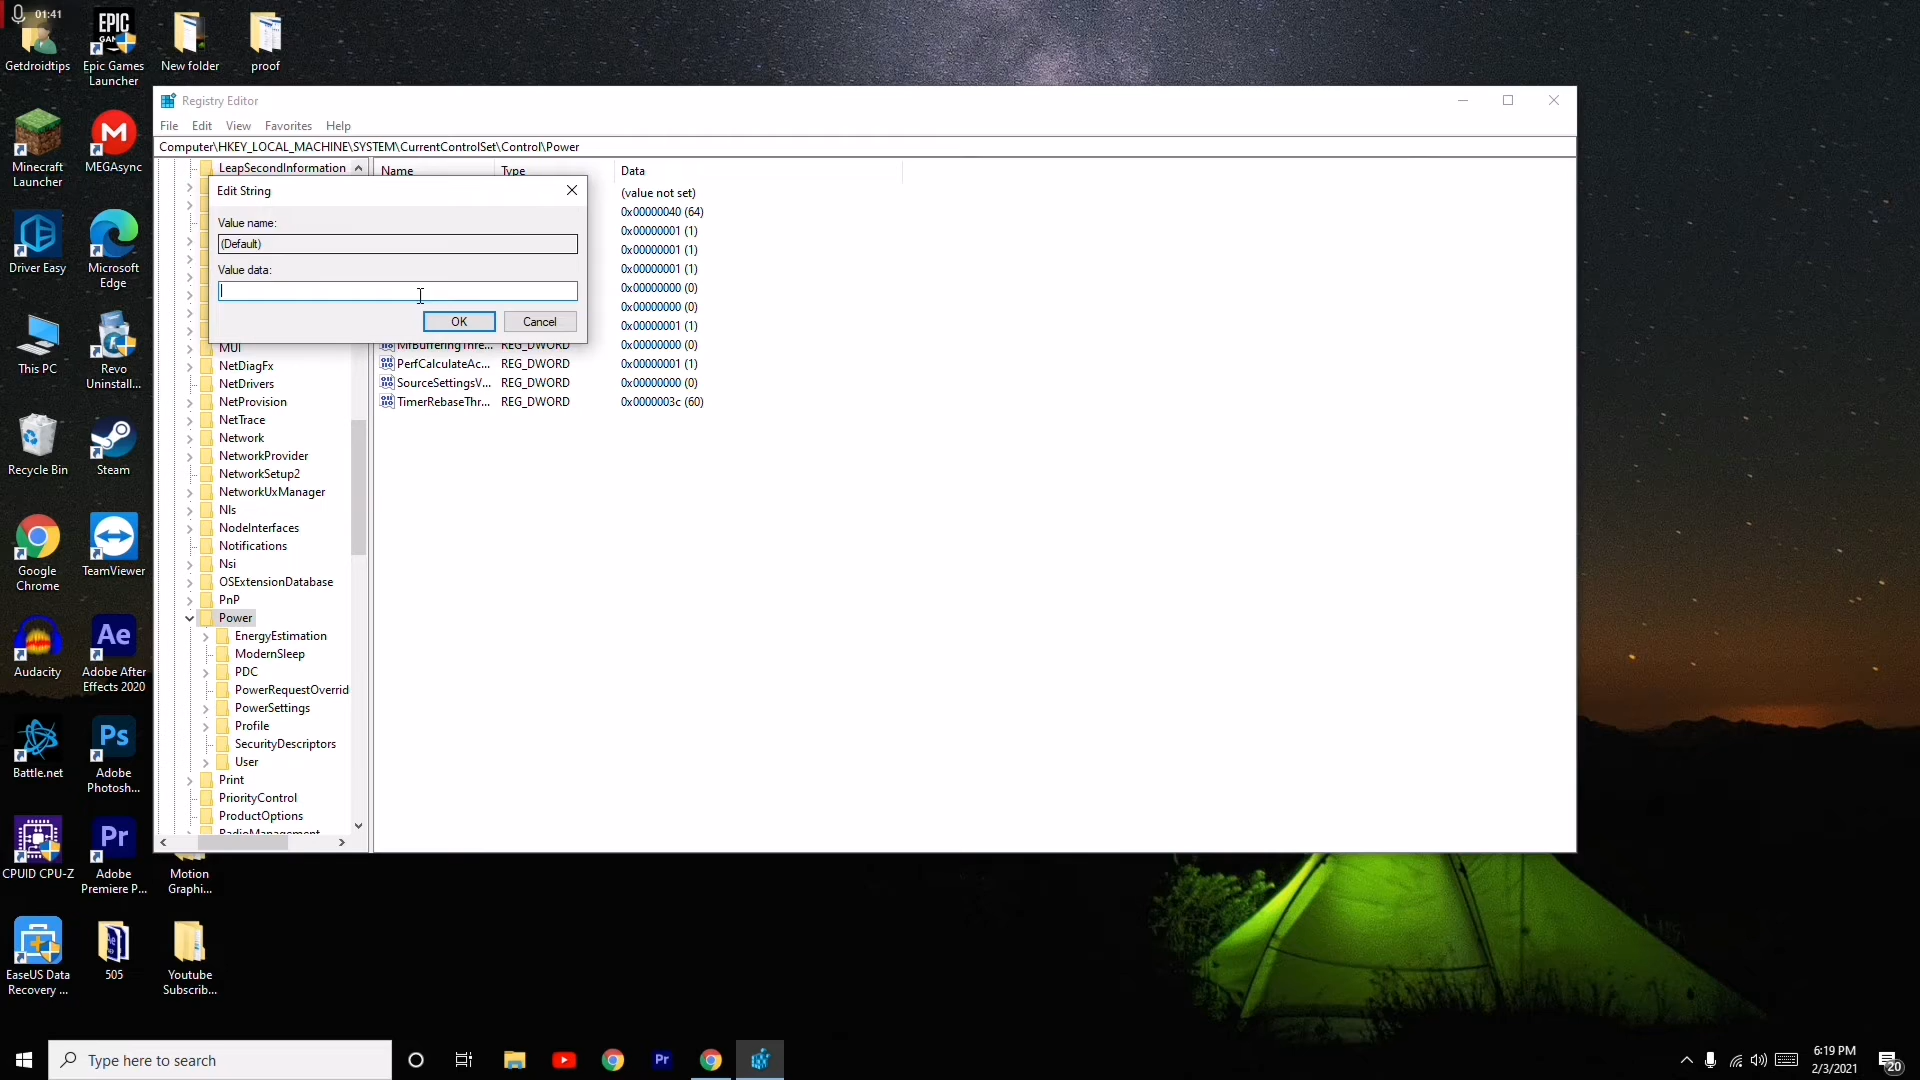 01:41
Getdroidtips
Epic Games
Launcher
New folder
proof
Minecraft
Launcher
MEGAsync
Driver Easy
Microsoft
Edge
This PC
Revo
Uninstall...
Recycle Bin
Steam
Google
Chrome
TeamViewer
Audacity
Adobe After
Effects 2020
Battle.net
Adobe
Photosh...
CPUID CPU-Z
Adobe
Premiere P...
Motion
Graphi...
EaseUS Data
Recovery ...
505
Youtube
Subscrib...
EPIC
M
Ae
Ps
Pr
Registry Editor
File Edit View Favorites Help
Computer\HKEY_LOCAL_MACHINE\SYSTEM\CurrentControlSet\Control\Power
LeapSecondInformation
Edit String
Value name:
(Default)
Value data:
OK Cancel
MUI
NetDiagFx
NetDrivers
NetProvision
NetTrace
Network
NetworkProvider
NetworkSetup2
NetworkUxManager
Nls
NodeInterfaces
Notifications
Nsi
OSExtensionDatabase
PnP
Power
EnergyEstimation
ModernSleep
PDC
PowerRequestOverrid
PowerSettings
Profile
SecurityDescriptors
User
Print
PriorityControl
ProductOptions
RadioManagement
Name Type Data
(value not set)
0x00000040 (64)
0x00000001 (1)
0x00000001 (1)
0x00000001 (1)
0x00000000 (0)
0x00000000 (0)
0x00000001 (1)
MfBufferingThre... REG_DWORD 0x00000000 (0)
PerfCalculateAc... REG_DWORD 0x00000001 (1)
SourceSettingsV... REG_DWORD 0x00000000 (0)
TimerRebaseThr... REG_DWORD 0x0000003c (60)
Type here to search
Pr
6:19 PM
2/3/2021
20